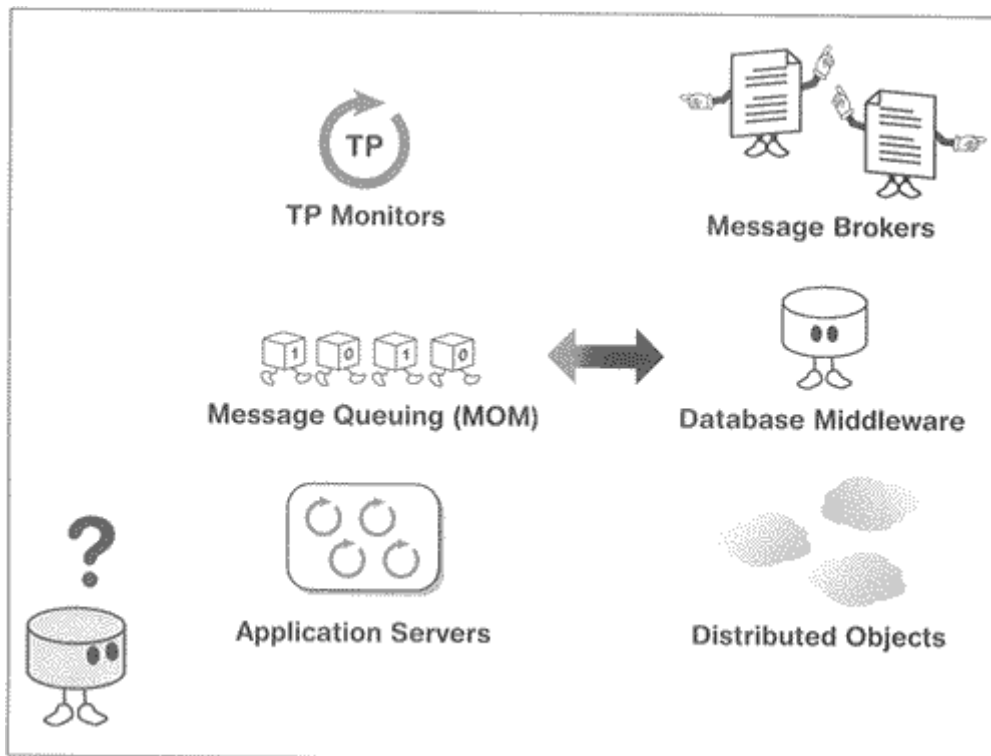 TP
TP Monitors
Message Brokers
1 0 1 0
Message Queuing (MOM)
Database Middleware
?
Application Servers
Distributed Objects